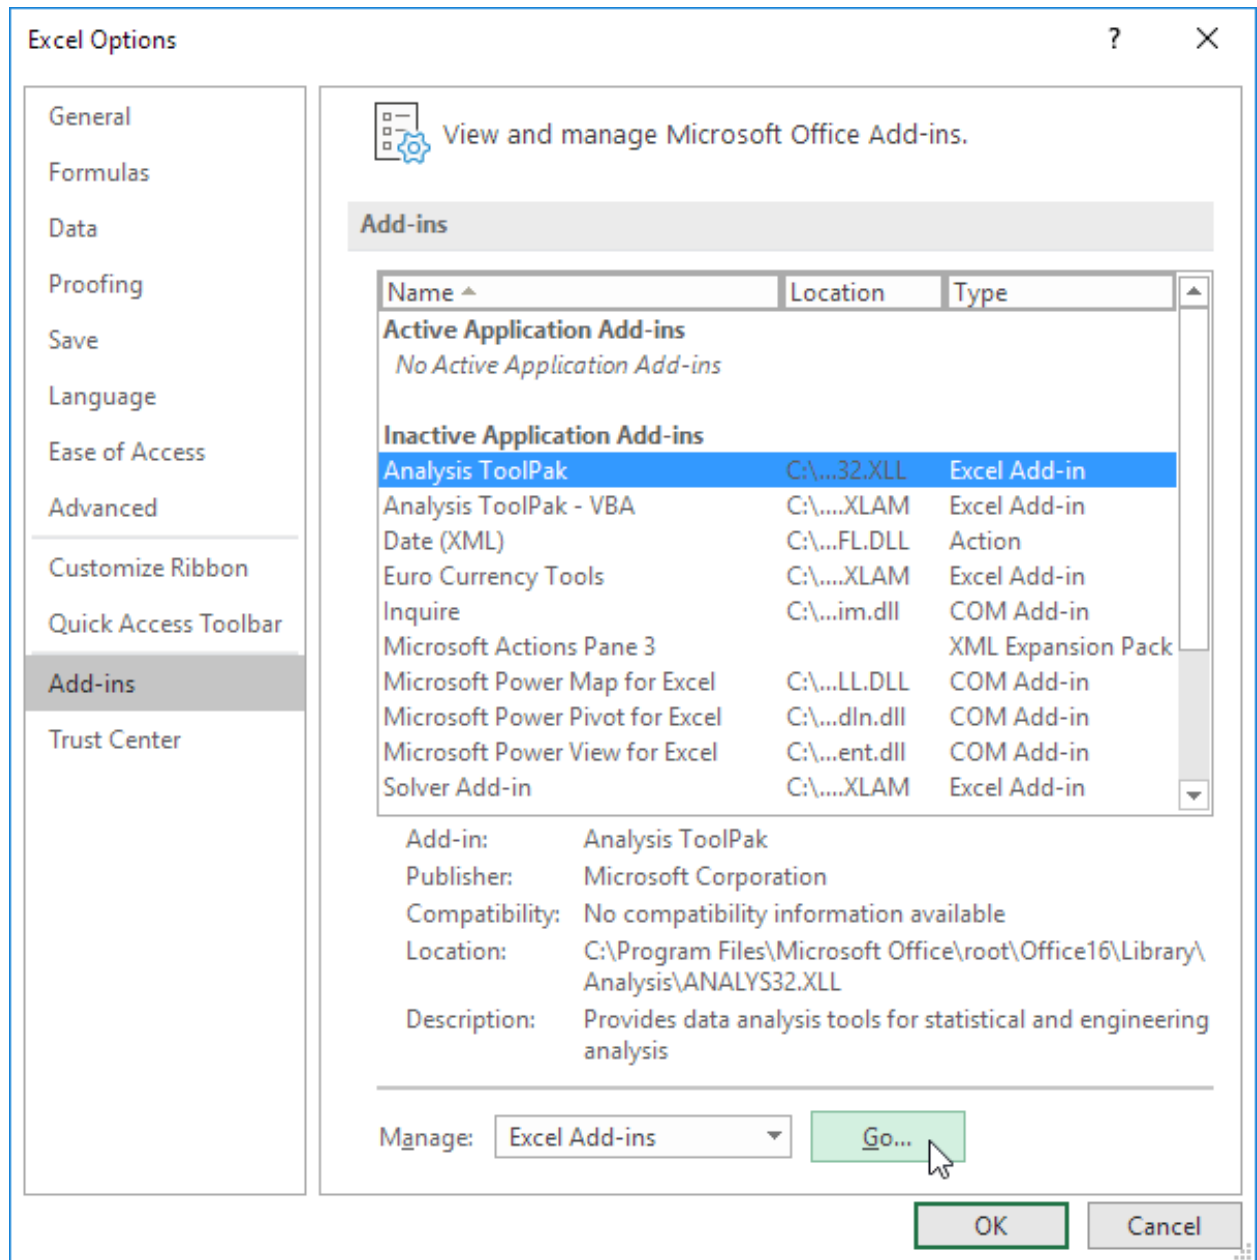 Excel Options ?
General
Formulas
Data
Proofing
Save
Language
Ease of Access
Advanced
Customize Ribbon
Quick Access Toolbar
Add-ins
Trust Center
View and manage Microsoft Office Add-ins.
Add-ins
Name Location Type
Active Application Add-ins
No Active Application Add-ins
Inactive Application Add-ins
Analysis ToolPak C:\...32.XLL Excel Add-in
Analysis ToolPak - VBA C:\....XLAM Excel Add-in
Date (XML) C:\...FL.DLL Action
Euro Currency Tools C:\....XLAM Excel Add-in
Inquire C:\...im.dll COM Add-in
Microsoft Actions Pane 3 XML Expansion Pack
Microsoft Power Map for Excel C:\...LL.DLL COM Add-in
Microsoft Power Pivot for Excel C:\...dln.dll COM Add-in
Microsoft Power View for Excel C:\...ent.dll COM Add-in
Solver Add-in C:\....XLAM Excel Add-in
Add-in: Analysis ToolPak
Publisher: Microsoft Corporation
Compatibility: No compatibility information available
Location: C:\Program Files\Microsoft Office\root\Office16\Library\
Analysis\ANALYS32.XLL
Description: Provides data analysis tools for statistical and engineering
analysis
Manage: Excel Add-ins Go...
OK Cancel